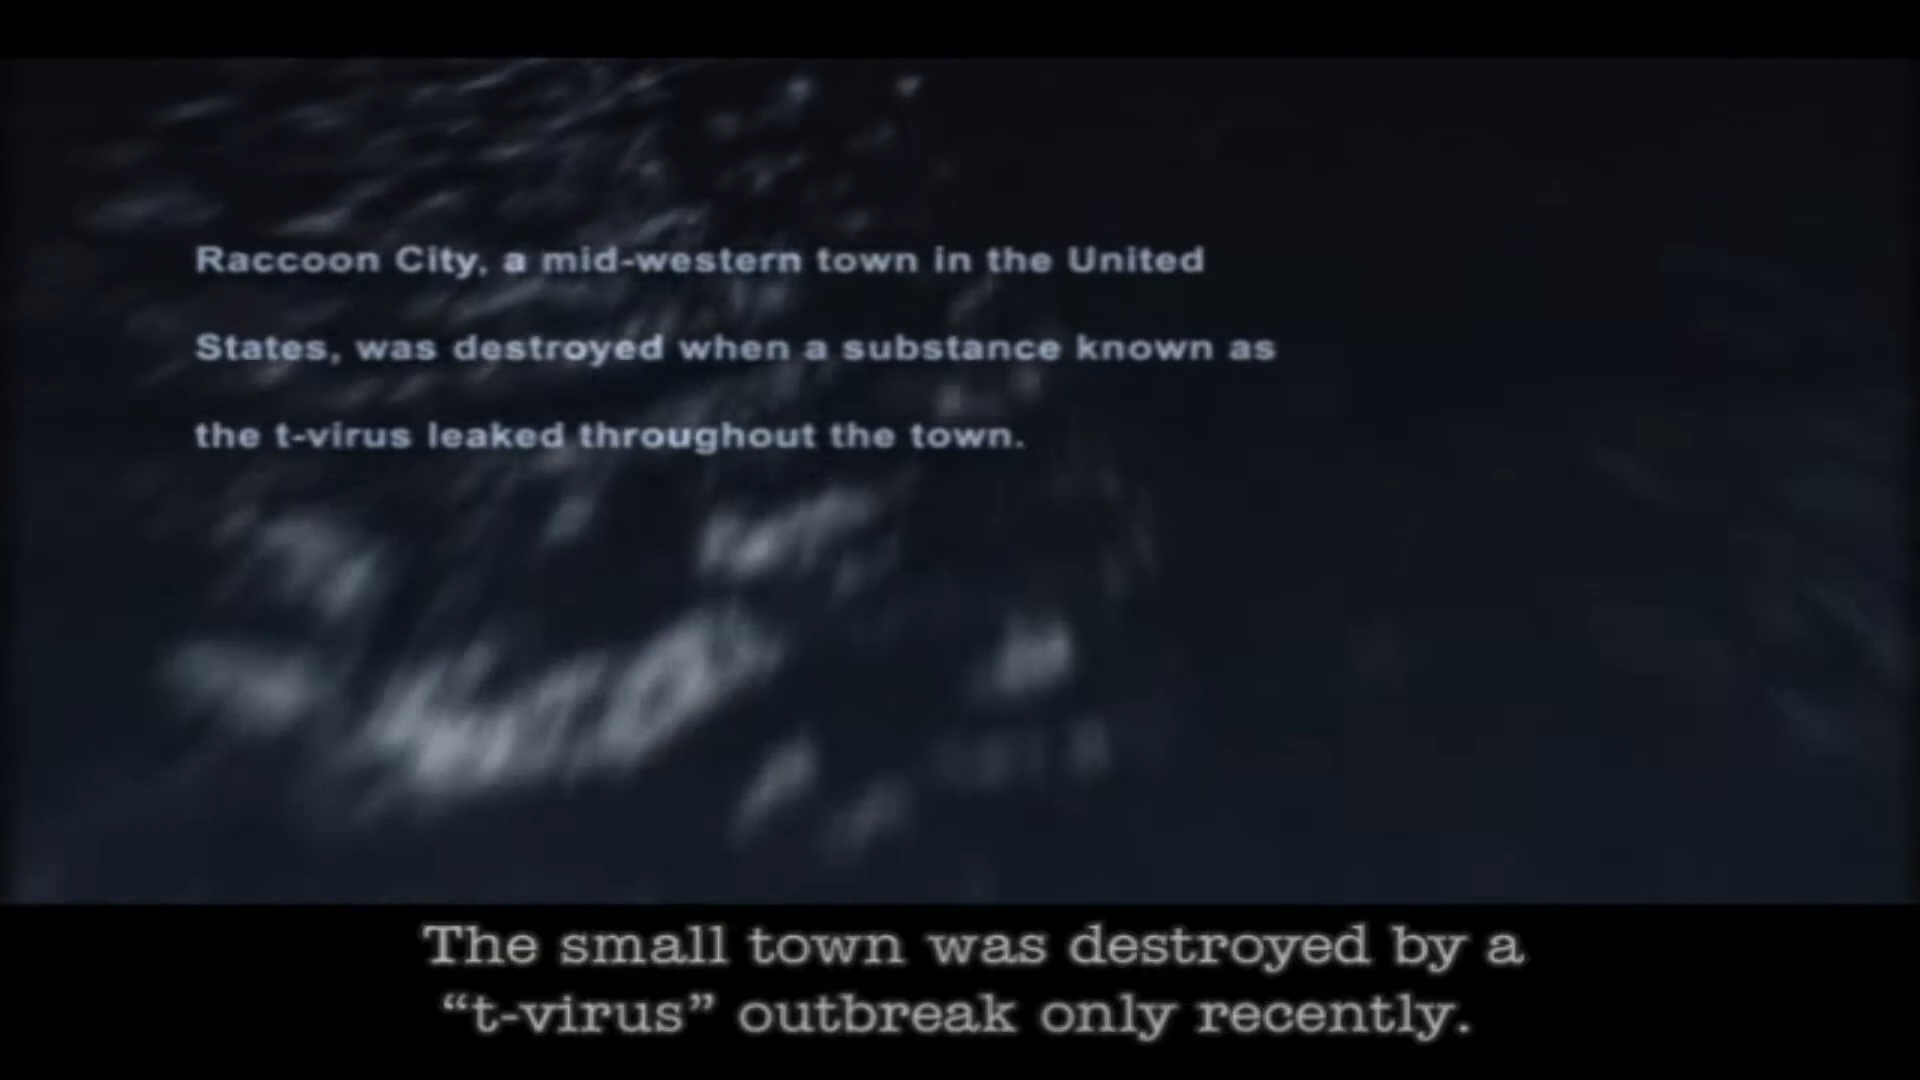 Raccoon City, a mid-western town in the United
States, was destroyed when a substance known as
the t-virus leaked throughout the town.
The small town was destroyed by a
“t-virus” outbreak only recently.